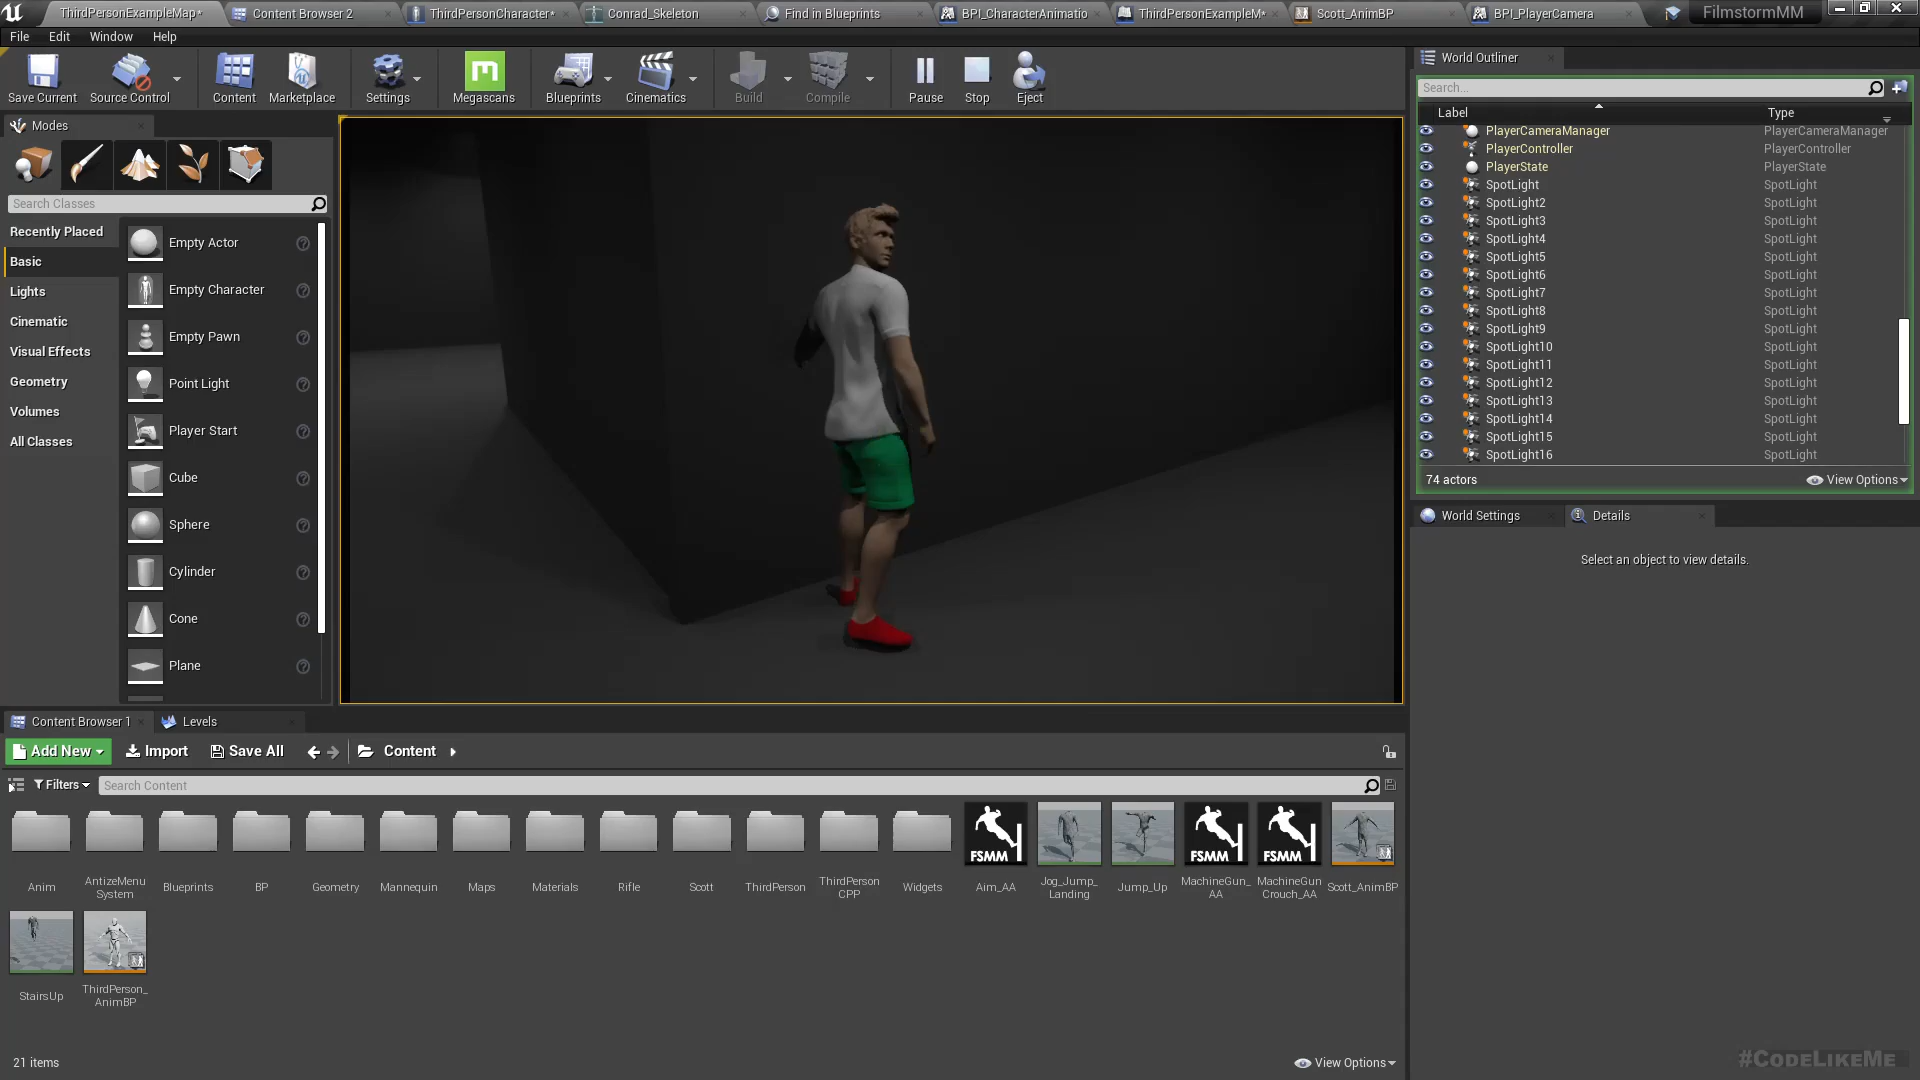 ThirdPersonExampleMap*
Content Browser 2
ThirdPersonCharacter*
Conrad_Skeleton
Find in Blueprints
BPI_CharacterAnimatio
ThirdPersonExampleM*
Scott_AnimBP
BPI_PlayerCamera
FilmstormMM
File
Edit
Window
Help
Save Current
Source Control
Content
Marketplace
Settings
Megascans
Blueprints
Cinematics
Build
Compile
Pause
Stop
Eject
Modes
Search Classes
Recently Placed
Basic
Lights
Cinematic
Visual Effects
Geometry
Volumes
All Classes
Empty Actor
Empty Character
Empty Pawn
Point Light
Player Start
Cube
Sphere
Cylinder
Cone
Plane
World Outliner
Search...
Label Type
PlayerCameraManager PlayerCameraManager
PlayerController PlayerController
PlayerState PlayerState
SpotLight SpotLight
SpotLight2 SpotLight
SpotLight3 SpotLight
SpotLight4 SpotLight
SpotLight5 SpotLight
SpotLight6 SpotLight
SpotLight7 SpotLight
SpotLight8 SpotLight
SpotLight9 SpotLight
SpotLight10 SpotLight
SpotLight11 SpotLight
SpotLight12 SpotLight
SpotLight13 SpotLight
SpotLight14 SpotLight
SpotLight15 SpotLight
SpotLight16 SpotLight
74 actors
View Options
World Settings
Details
Select an object to view details.
Content Browser 1
Levels
Add New
Import
Save All
Content
Filters
Search Content
Anim
AntizeMenu
System
Blueprints
BP
Geometry
Mannequin
Maps
Materials
Rifle
Scott
ThirdPerson
ThirdPerson
CPP
Widgets
FSMM
Aim_AA
Jog_Jump_
Landing
Jump_Up
FSMM
MachineGun_
AA
FSMM
MachineGun
Crouch_AA
Scott_AnimBP
StairsUp
ThirdPerson_
AnimBP
21 items
View Options
#CodeLikeMe